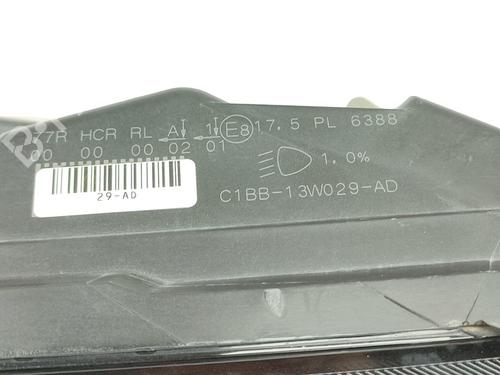 77R HCR RL A 1 E8 17.5 PL 6388
00 00 00 02 01
1.0%
C1BB-13W029-AD
29-AD